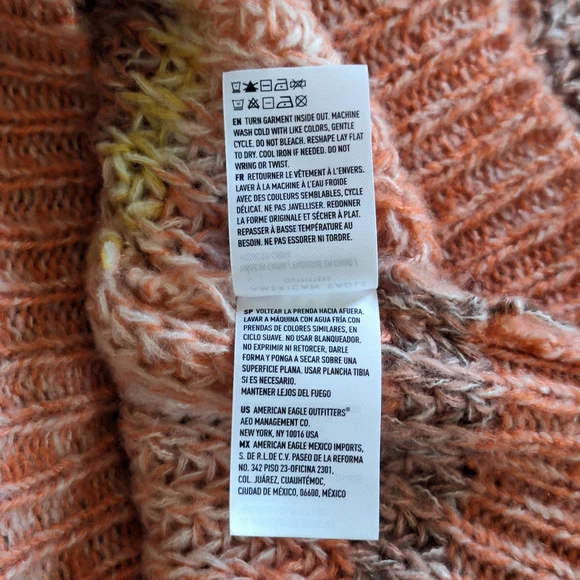 EN TURN GARMENT INSIDE OUT. MACHINE
WASH COLD WITH LIKE COLORS, GENTLE
CYCLE. DO NOT BLEACH. RESHAPE LAY FLAT
TO DRY. COOL IRON IF NEEDED. DO NOT
WRING OR TWIST.
FR RETOURNER LE VÊTEMENT À L'ENVERS.
LAVER À LA MACHINE À L'EAU FROIDE
AVEC DES COULEURS SEMBLABLES, CYCLE
DÉLICAT. NE PAS JAVELLISER, REDONNER
LA FORME ORIGINALE ET SÉCHER À PLAT.
REPASSER À BASSE TEMPÉRATURE AU
BESOIN. NE PAS ESSORER NI TORDRE.
AMERICAN EAGLE
OUTFITTERS
SP VOLTEAR LA PRENDA HACIA AFUERA.
LAVAR A MÁQUINA CON AGUA FRÍA CON
PRENDAS DE COLORES SIMILARES, EN
CICLO SUAVE. NO USAR BLANQUEADOR.
NO EXPRIMIR NI RETORCER, DARLE
FORMA Y PONGA A SECAR SOBRE UNA
SUPERFICIE PLANA. USAR PLANCHA TIBIA
SI ES NECESARIO.
MANTENER LEJOS DEL FUEGO
US AMERICAN EAGLE OUTFITTERS®
AEO MANAGEMENT CO.
NEW YORK, NY 10016 USA
MX AMERICAN EAGLE MEXICO IMPORTS,
S. DE R.L DE C.V. PASEO DE LA REFORMA
NO. 342 PISO 23-OFICINA 2301,
COL. JUÁREZ, CUAUHTÉMOC,
CIUDAD DE MÉXICO, 06600, MÉXICO